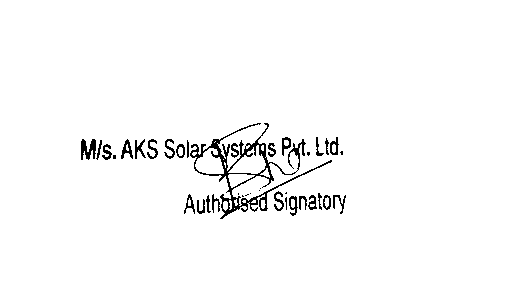 M/s. AKS Solar Systems Pvt. Ltd.
Authorised Signatory